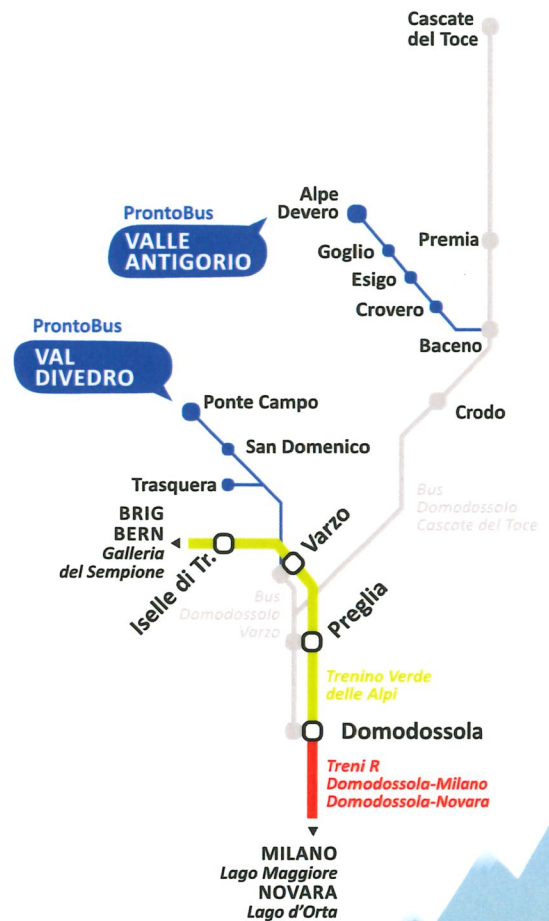 Cascate
del Toce
Alpe
Devero
ProntoBus
VALLE
ANTIGORIO
Goglio
Premia
Esigo
Crovero
ProntoBus
Baceno
VAL
DIVEDRO
Ponte Campo
Crodo
San Domenico
Trasquera
Bus
Domodossola
Cascate del Toce
BRIG
BERN
Galleria
del Sempione
Iselle di Tr.
Varzo
Bus
Domodossola
Varzo
Preglia
Trenino Verde
delle Alpi
Domodossola
Treni R
Domodossola-Milano
Domodossola-Novara
MILANO
Lago Maggiore
NOVARA
Lago d'Orta